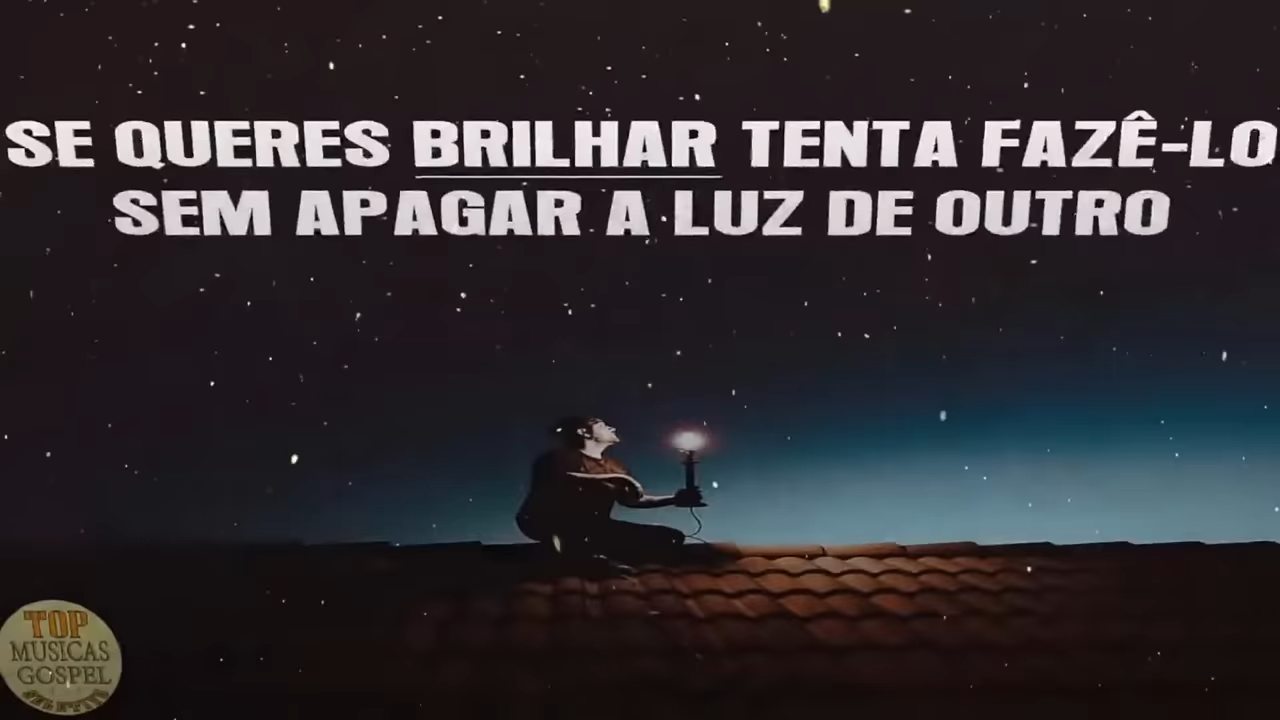 SE QUERES BRILHAR TENTA FAZÊ-LO
SEM APAGAR A LUZ DE OUTRO
TOP
MUSICAS
GOSPEL